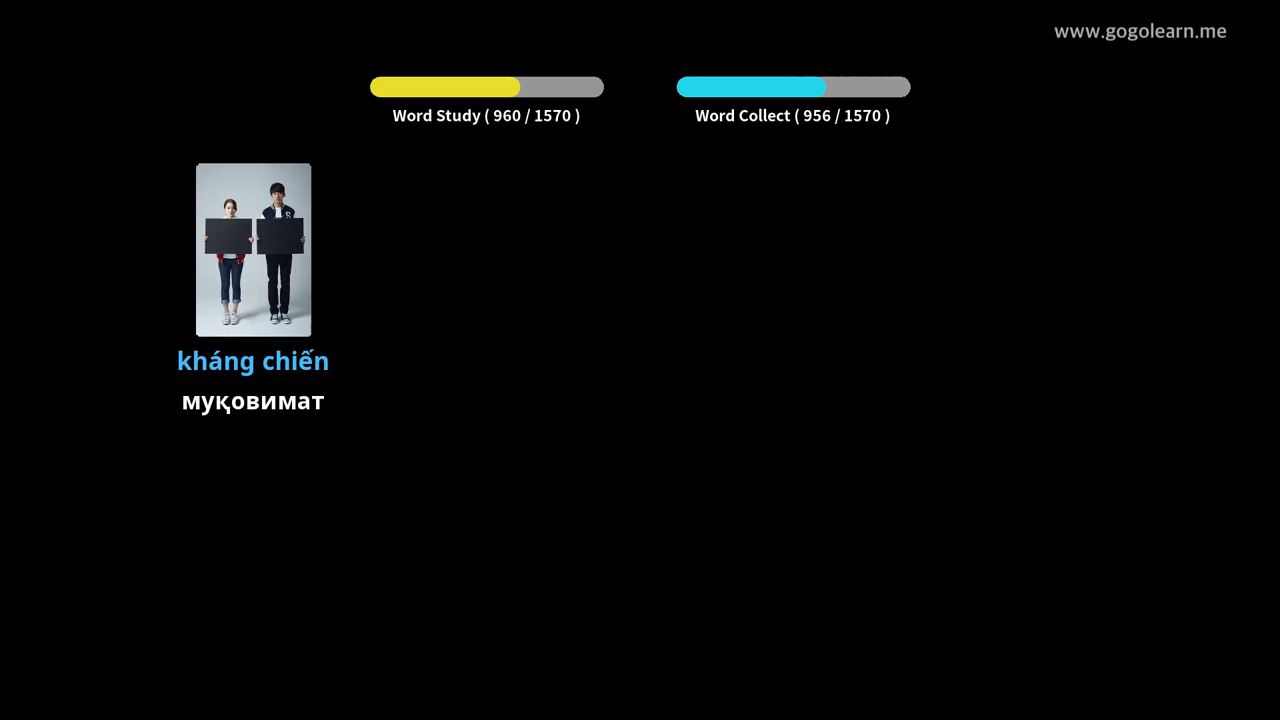 www.gogolearn.me
Word Study ( 960 / 1570 )
Word Collect ( 956 / 1570 )
kháng chiến
муқовимат